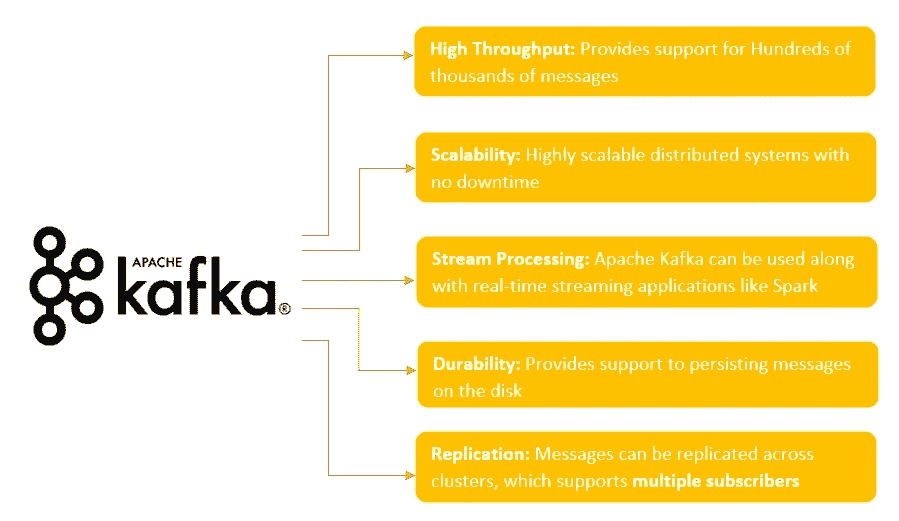 High Throughput: Provides support for Hundreds of
thousands of messages
Scalability: Highly scalable distributed systems with
no downtime
APACHE
kafka®
Stream Processing: Apache Kafka can be used along
with real-time streaming applications like Spark
Durability: Provides support to persisting messages
on the disk
Replication: Messages can be replicated across
clusters, which supports multiple subscribers